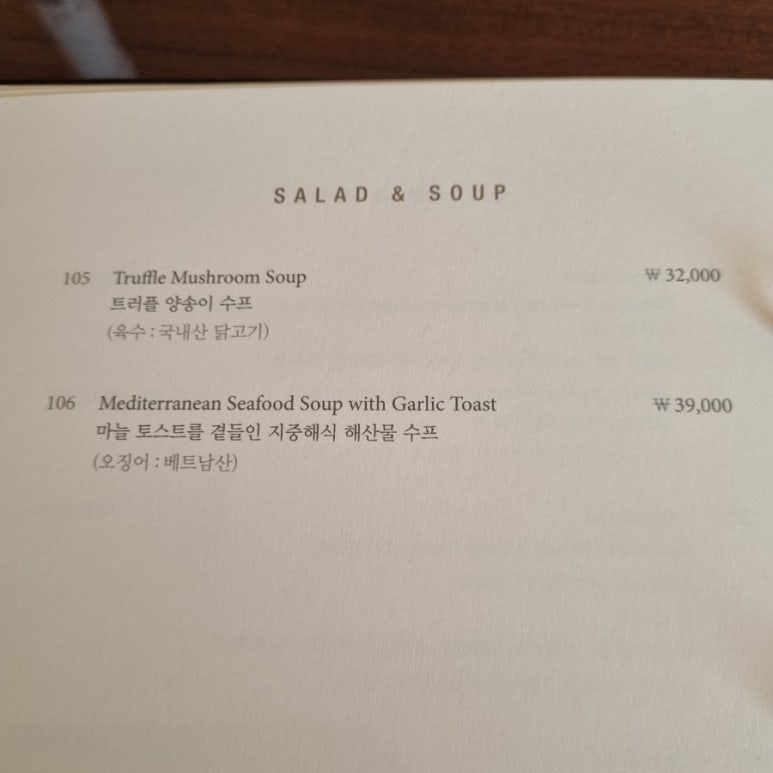 SALAD & SOUP
105 Truffle Mushroom Soup ₩ 32,000
트러플 양송이 수프
(육수 : 국내산 닭고기)
106 Mediterranean Seafood Soup with Garlic Toast ₩ 39,000
마늘 토스트를 곁들인 지중해식 해산물 수프
(오징어 : 베트남산)